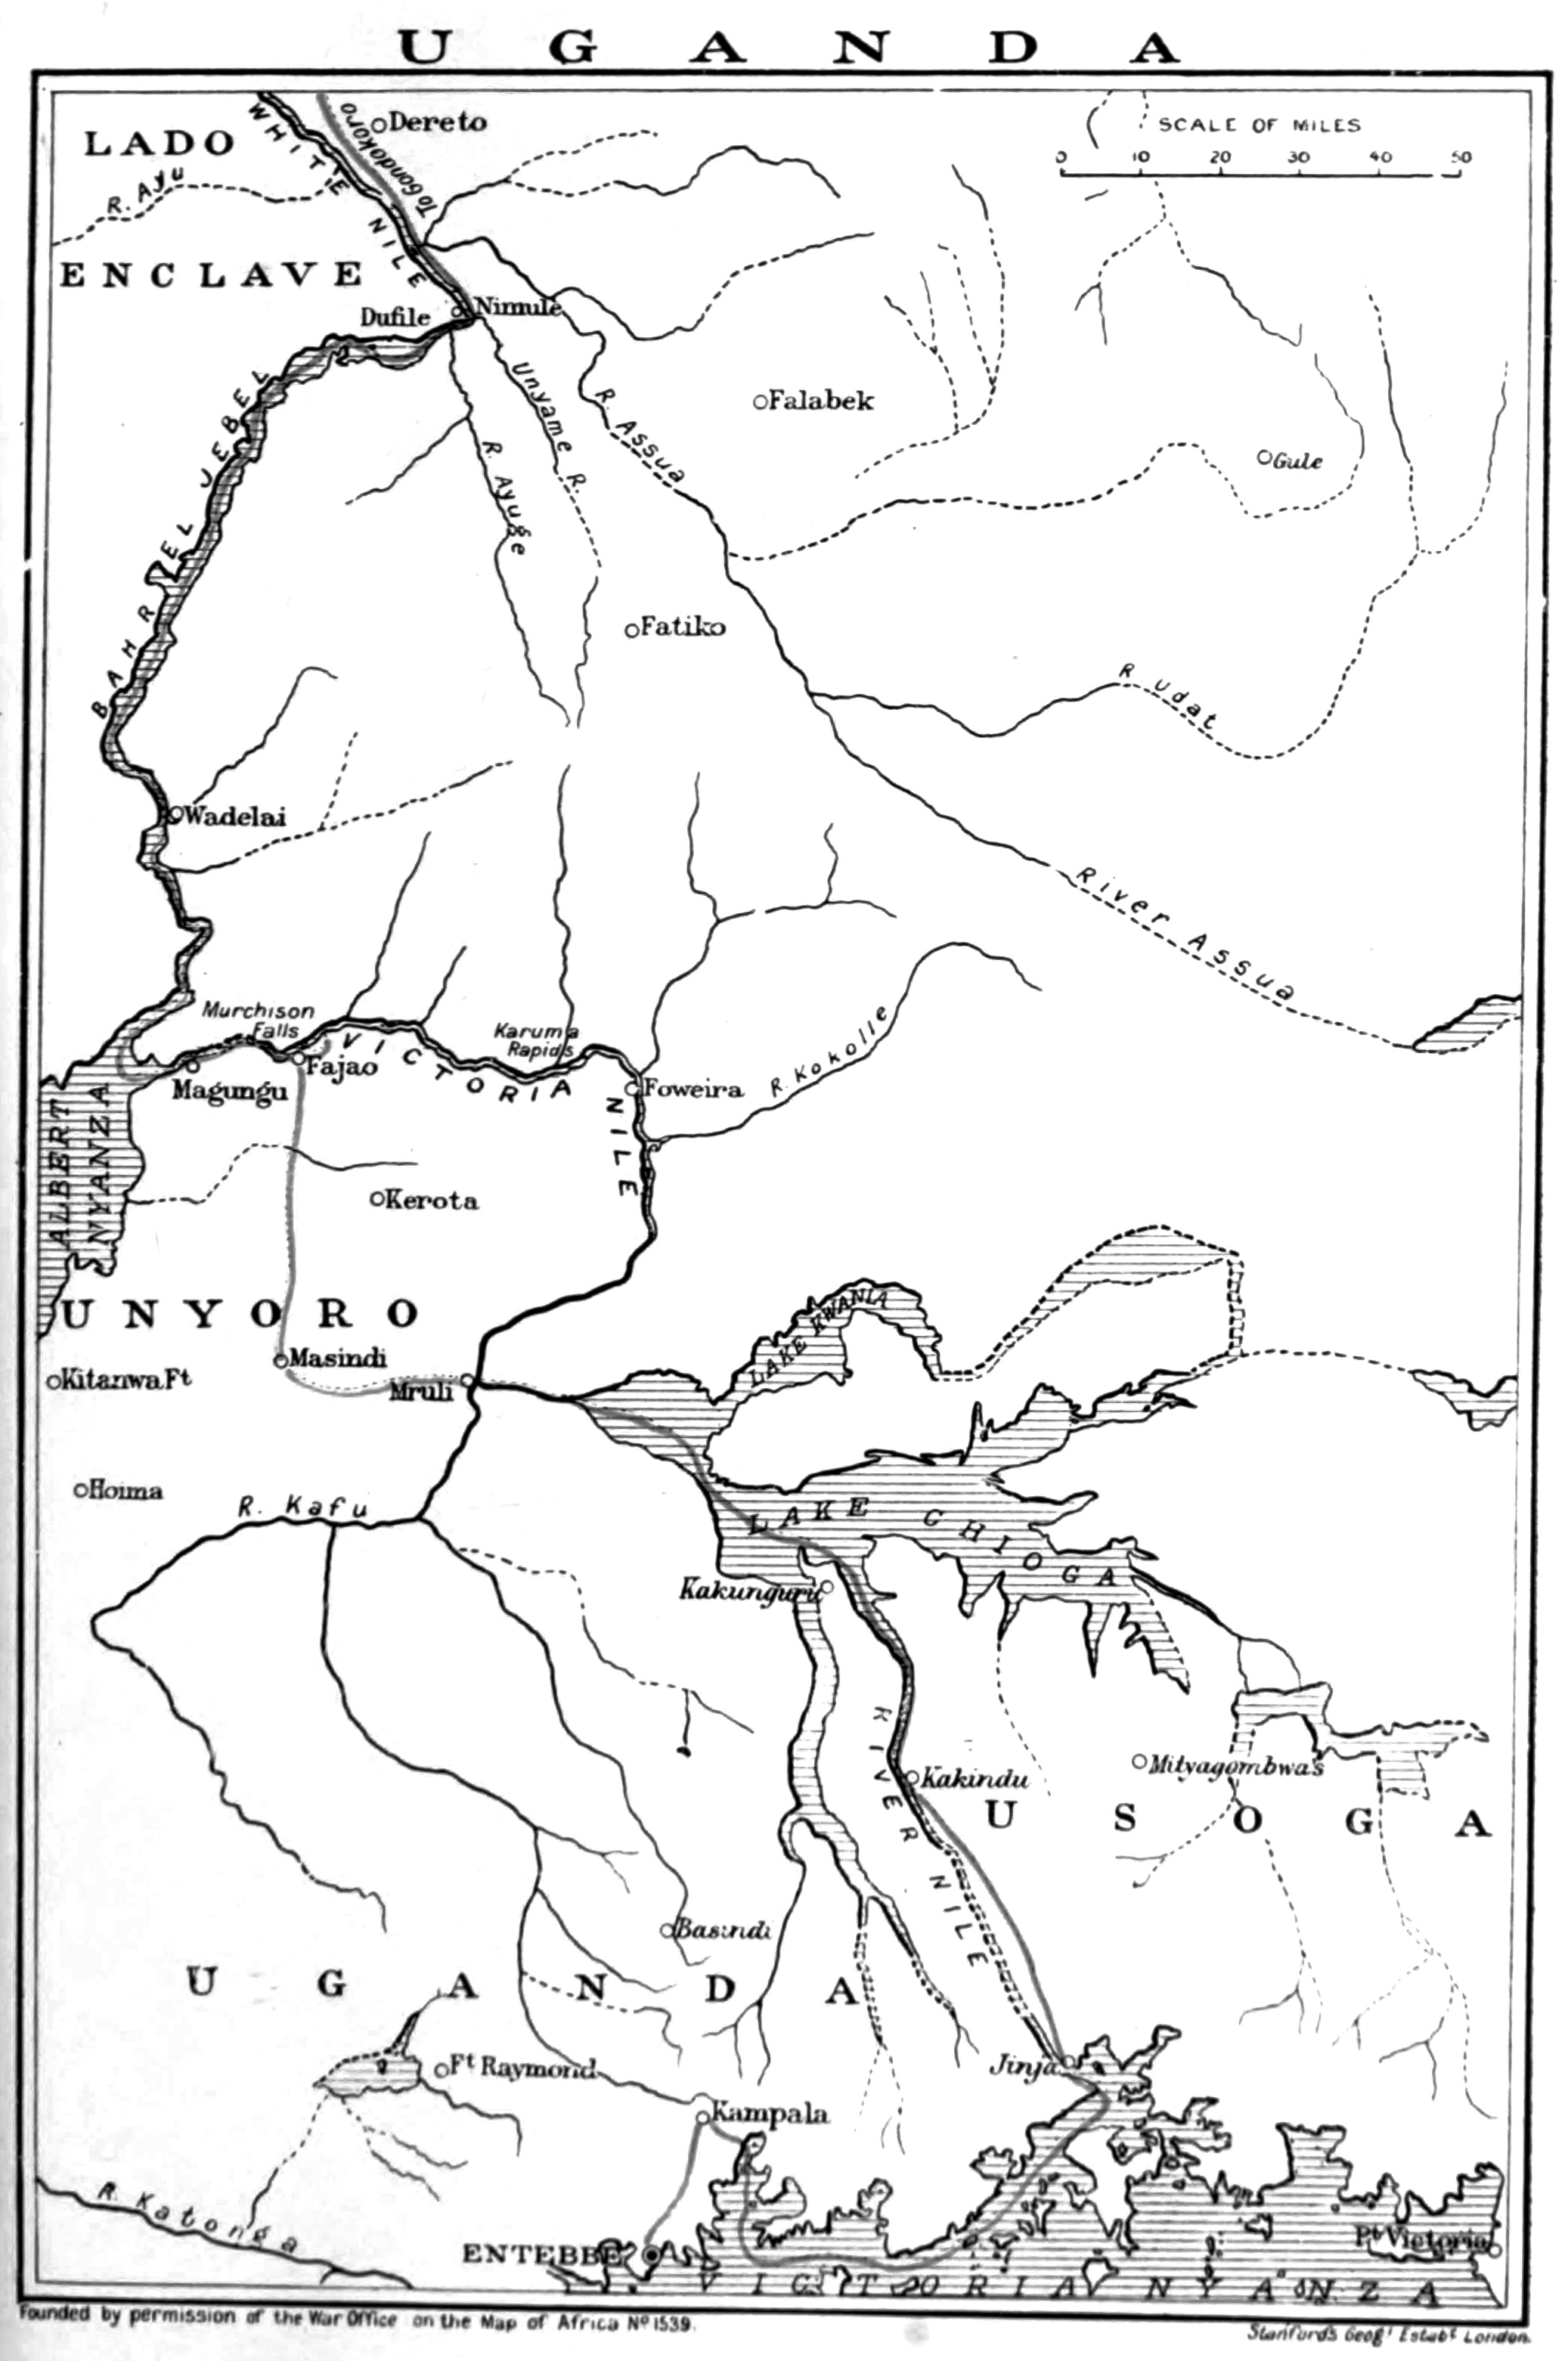 UGANDA
LADO
ENCLAVE
R. Ayu
WHITE NILE
To Gondokoro
Dereto
SCALE OF MILES
0 10 20 30 40 50
Dufile
Nimule
Unyame R.
R. Assua
R. Ayuge
Falabek
Gule
BAHR EL JEBEL
Fatiko
R Udat
Wadelai
River Assua
Murchison
Falls
Karuma
Rapids
VICTORIA NILE
Fajao
Magungu
Foweira
R. Kokolle
ALBERT
NYANZA
Kerota
UNYORO
LAKE KWANIA
Masindi
Kitanwa Ft
Mruli
Hoima
R. Kafu
LAKE CHIOGA
Kakunguru
RIVER NILE
Kakindu
Mityagombwa's
USOGA
Basindi
UGANDA
Ft Raymond
Jinja
Kampala
R. Katonga
ENTEBBE
Pt Victoria
VICTORIA NYANZA
Founded by permission of the War Office on the Map of Africa No 1539.
Stanford's Geogl Estabt London.